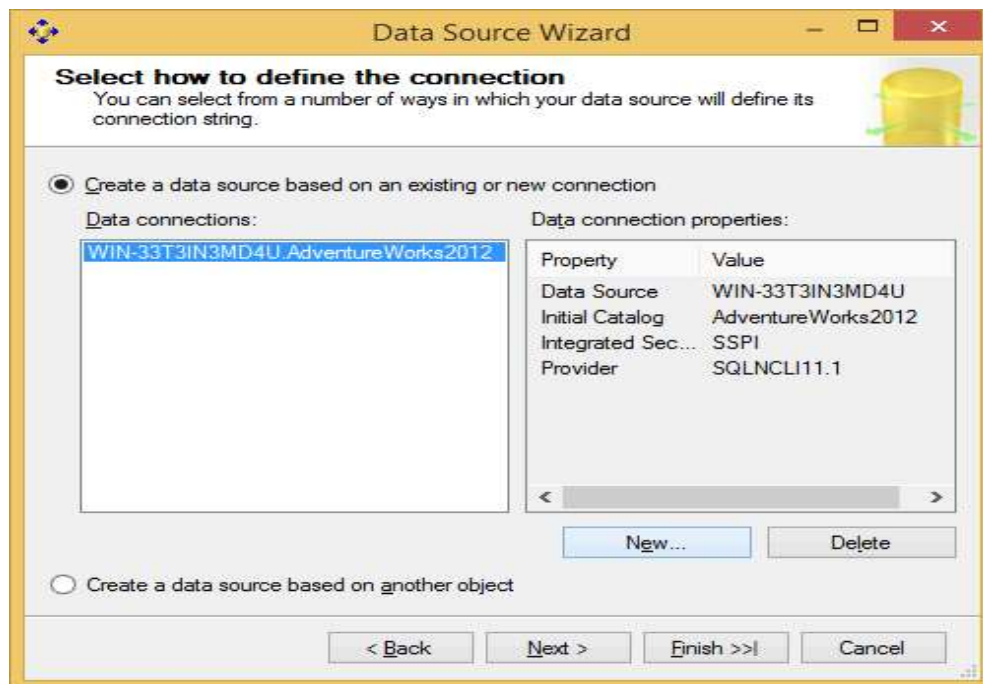 Data Source Wizard
Select how to define the connection
You can select from a number of ways in which your data source will define its
connection string.
Create a data source based on an existing or new connection
Data connections:
WIN-33T3IN3MD4U.AdventureWorks2012
Data connection properties:
Property Value
Data Source WIN-33T3IN3MD4U
Initial Catalog AdventureWorks2012
Integrated Sec... SSPI
Provider SQLNCLI11.1
New... Delete
Create a data source based on another object
< Back Next > Finish >>| Cancel